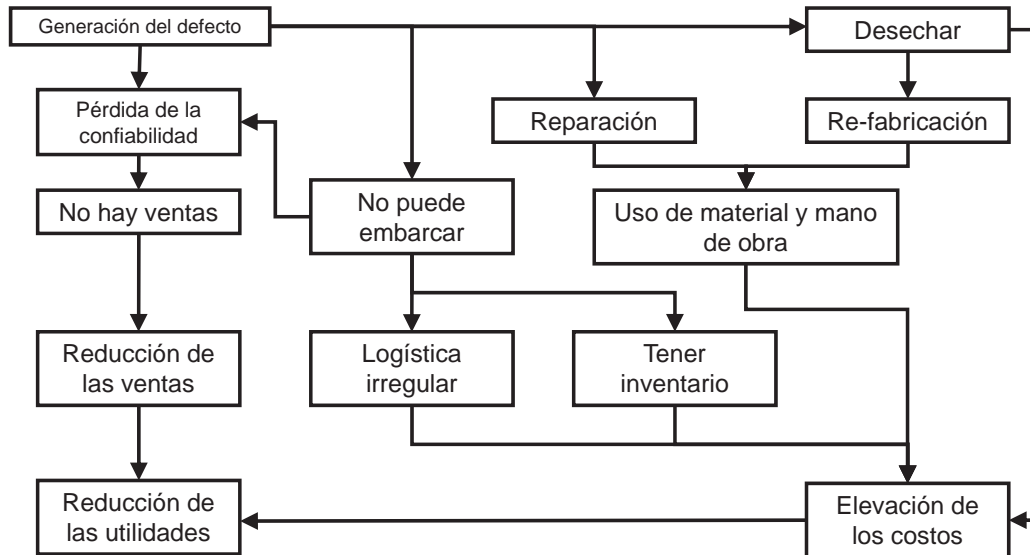 Generación del defecto
Desechar
Pérdida de la
confiabilidad
Reparación
Re-fabricación
No hay ventas
No puede
embarcar
Uso de material y mano
de obra
Reducción de
las ventas
Logística
irregular
Tener
inventario
Reducción de
las utilidades
Elevación de
los costos